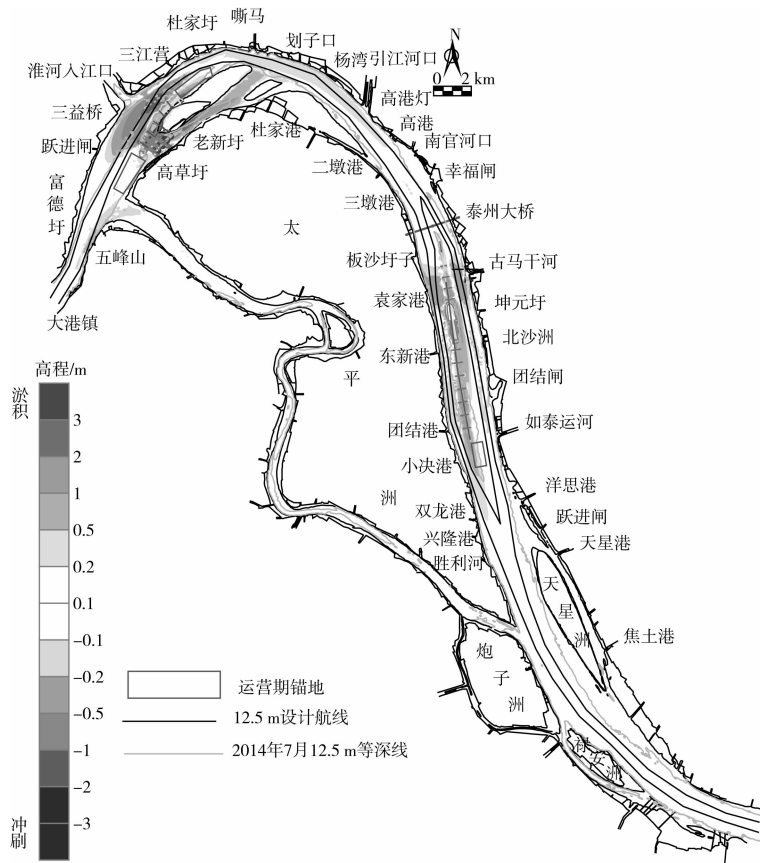 嘶马
杜家圩
划子口
三江营
杨湾引江河口
N
淮河入江口
0 2 km
高港灯
三益桥
高港
老新圩
杜家港
南官河口
跃进闸
高草圩
二墩港
幸福闸
富德圩
三墩港
泰州大桥
太
五峰山
板沙圩子
古马干河
袁家港
坤元圩
大港镇
北沙洲
东新港
平
团结闸
高程/m
淤积
3
2
1
0.5
0.2
0.1
-0.1
-0.2
-0.5
-1
-2
-3
冲刷
团结港
如泰运河
小决港
洋思港
洲
双龙港
跃进闸
兴隆港
天星港
胜利河
天星洲
焦土港
炮子洲
禄安洲
运营期锚地
12.5 m设计航线
2014年7月12.5 m等深线